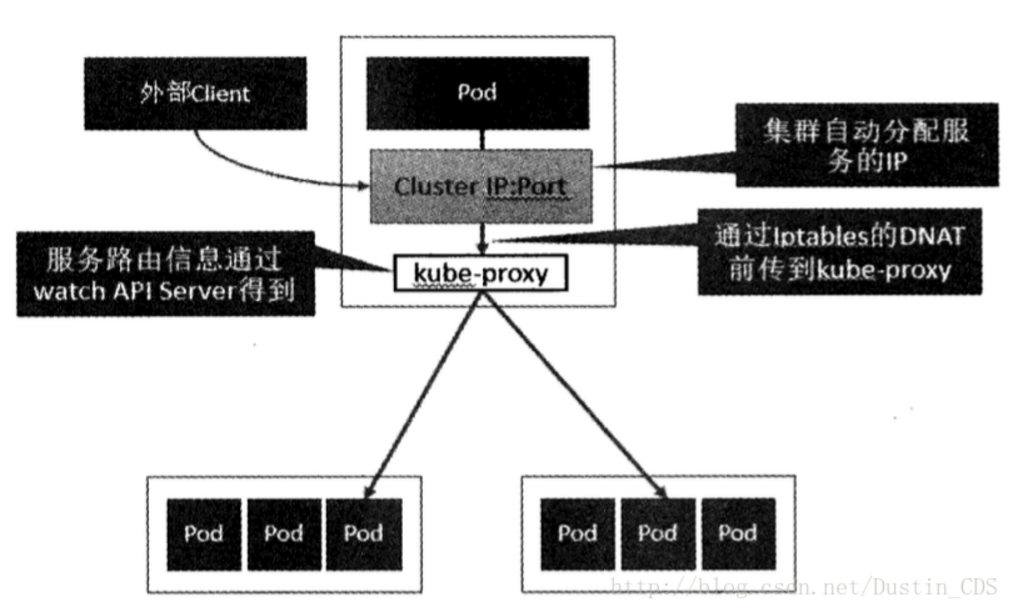 外部Client
Pod
集群自动分配服
务的IP
Cluster IP:Port
通过Iptables的DNAT
前传到kube-proxy
服务路由信息通过
watch API Server得到
kube-proxy
Pod Pod Pod
Pod Pod Pod
http://blog.csdn.net/Dustin_CDS